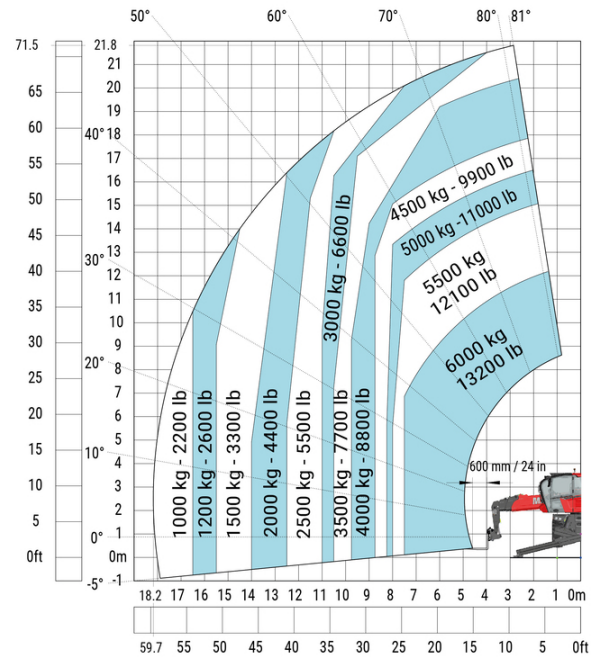 50° 60° 70° 80° 81°
71.5 21.8
21
65 20
19
60 40° 18
17
55 16
50 15
14
45 13
40 30° 12
11
35 10
30 9
25 20° 8
7
20 6
5
15 10° 4
10 3
2
5 0° 1
0ft 0m
-5° -1
1000 kg - 2200 lb
1200 kg - 2600 lb
1500 kg - 3300 lb
2000 kg - 4400 lb
2500 kg - 5500 lb
3000 kg - 6600 lb
3500 kg - 7700 lb
4000 kg - 8800 lb
4500 kg - 9900 lb
5000 kg -11000 lb
5500 kg
12100 lb
6000 kg
13200 lb
600 mm / 24 in
18.2 17 16 15 14 13 12 11 10 9 8 7 6 5 4 3 2 1 0m
59.7 55 50 45 40 35 30 25 20 15 10 5 0ft